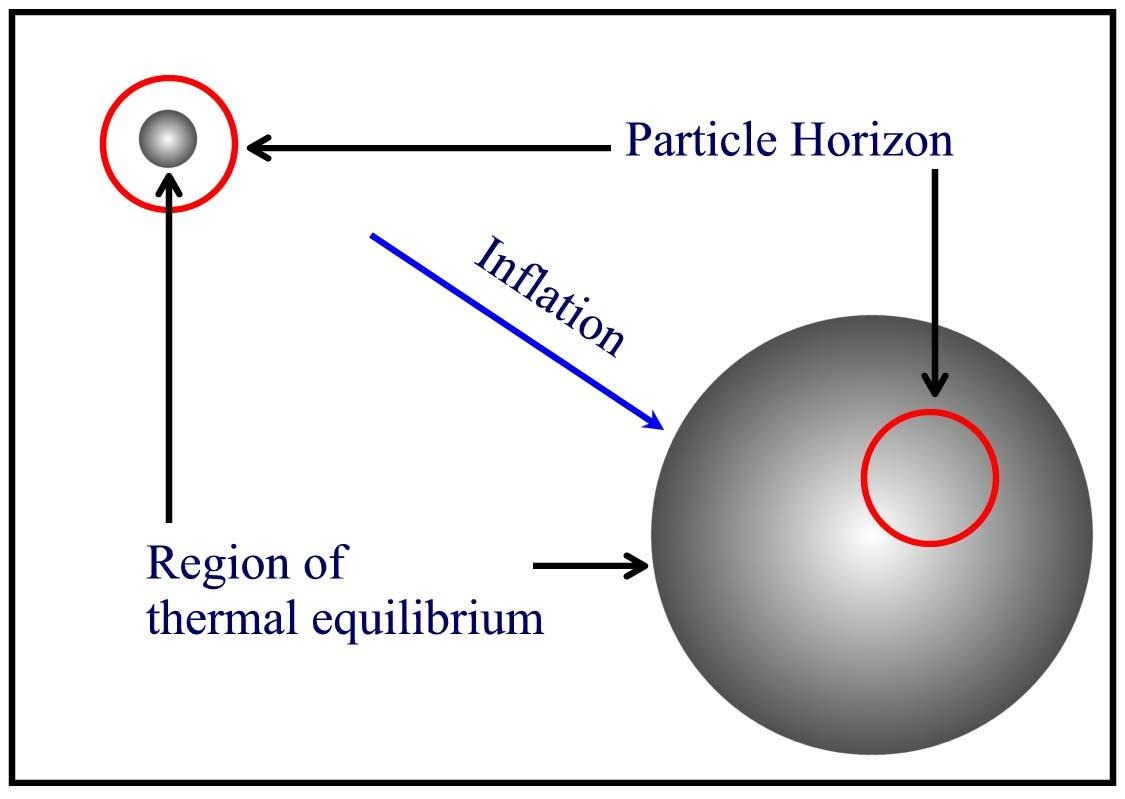 Particle Horizon
Inflation
Region of
thermal equilibrium